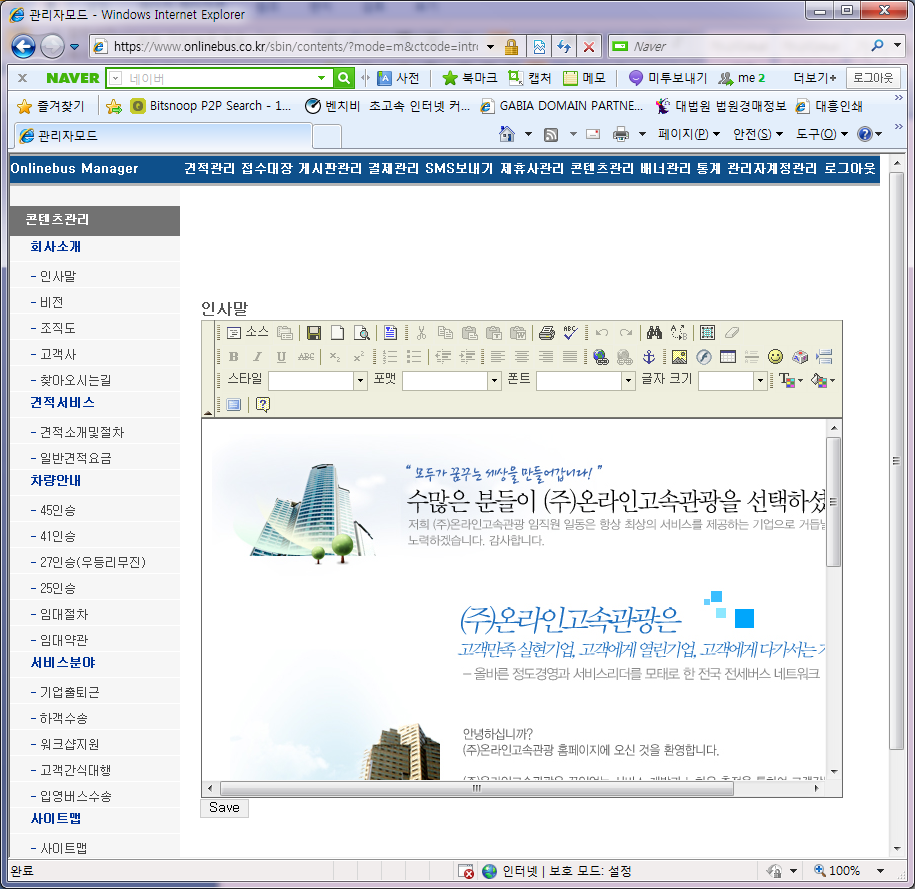 관리자모드 - Windows Internet Explorer
https://www.onlinebus.co.kr/sbin/contents/?mode=m&ctcode=intr
Naver
NAVER 네이버 사전 북마크 캡처 메모 미투보내기 me 2 더보기+ 로그아웃
즐겨찾기 Bitsnoop P2P Search - 1... 벤치비 초고속 인터넷 커... GABIA DOMAIN PARTNE... 대법원 법원경매정보 대흥인쇄
관리자모드 페이지(P) 안전(S) 도구(O)
Onlinebus Manager 견적관리 접수대장 게시판관리 결제관리 SMS보내기 제휴사관리 콘텐츠관리 배너관리 통계 관리자계정관리 로그아웃
콘텐츠관리
회사소개
- 인사말
- 비전
- 조직도
- 고객사
- 찾아오시는길
견적서비스
- 견적소개및절차
- 일반견적요금
차량안내
- 45인승
- 41인승
- 27인승(우등리무진)
- 25인승
- 임대절차
- 임대약관
서비스분야
- 기업출퇴근
- 하객수송
- 워크샵지원
- 고객간식대행
- 입영버스수송
사이트맵
- 사이트맵
인사말
소스
스타일 포맷 폰트 글자 크기
“ 모두가 꿈꾸는 세상을 만들어갑니다! ”
수많은 분들이 (주)온라인고속관광을 선택하셨
저희 (주)온라인고속관광 임직원 일동은 항상 최상의 서비스를 제공하는 기업으로 거듭날
노력하겠습니다. 감사합니다.
(주)온라인고속관광은
고객만족 실현기업, 고객에게 열린기업, 고객에게 다가서는
– 올바른 정도경영과 서비스리더를 모태로 한 전국 전세버스 네트워크
안녕하십니까?
(주)온라인고속관광 홈페이지에 오신 것을 환영합니다.
Save
완료 인터넷 | 보호 모드: 설정 100%